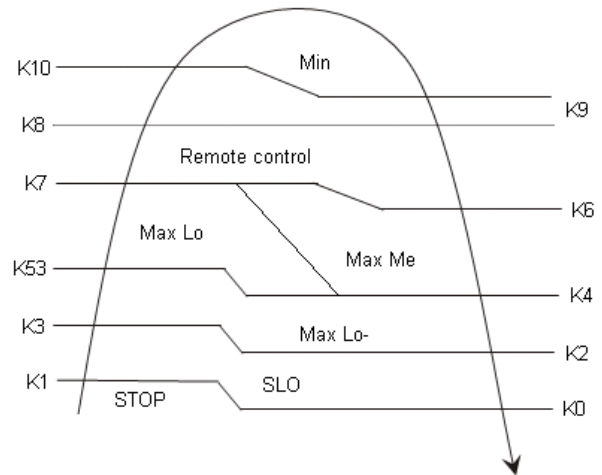 Min
K10
K9
K8
Remote control
K7
K6
Max Lo
Max Me
K53
K4
K3
Max Lo-
K2
K1
SLO
STOP
K0